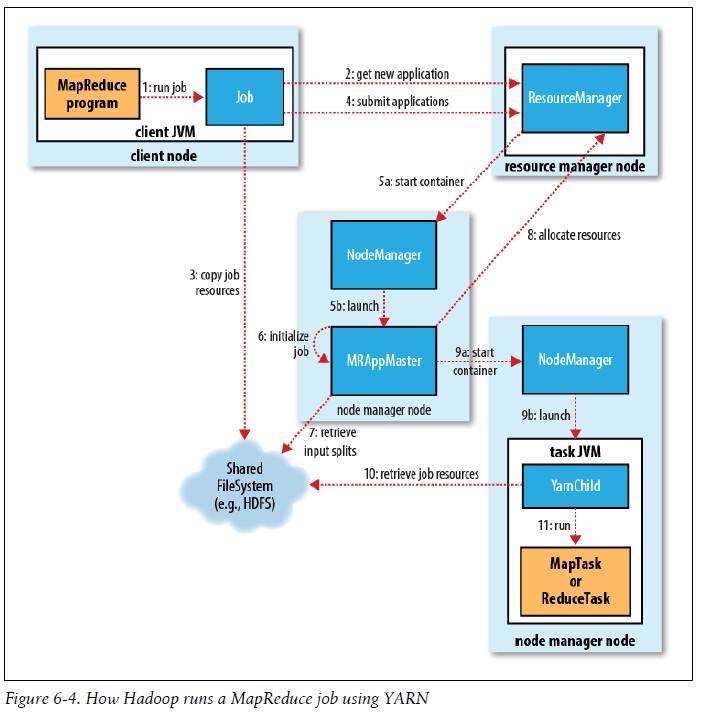 MapReduce
program
1: run job
Job
client JVM
client node
2: get new application
4: submit applications
ResourceManager
resource manager node
5a: start container
8: allocate resources
3: copy job
resources
NodeManager
5b: launch
6: initialize
job
MRAppMaster
node manager node
9a: start
container
NodeManager
9b: launch
7: retrieve
input splits
task JVM
Shared
FileSystem
(e.g., HDFS)
10: retrieve job resources
YarnChild
11: run
MapTask
or
ReduceTask
node manager node
Figure 6-4. How Hadoop runs a MapReduce job using YARN